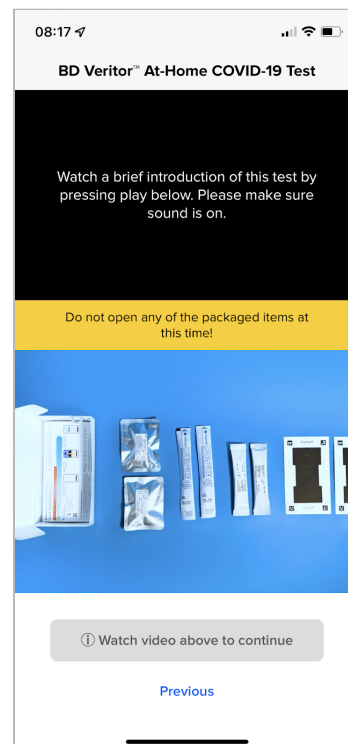 08:17
BD Veritor™ At-Home COVID-19 Test
Watch a brief introduction of this test by
pressing play below. Please make sure
sound is on.
Do not open any of the packaged items at
this time!
Watch video above to continue
Previous